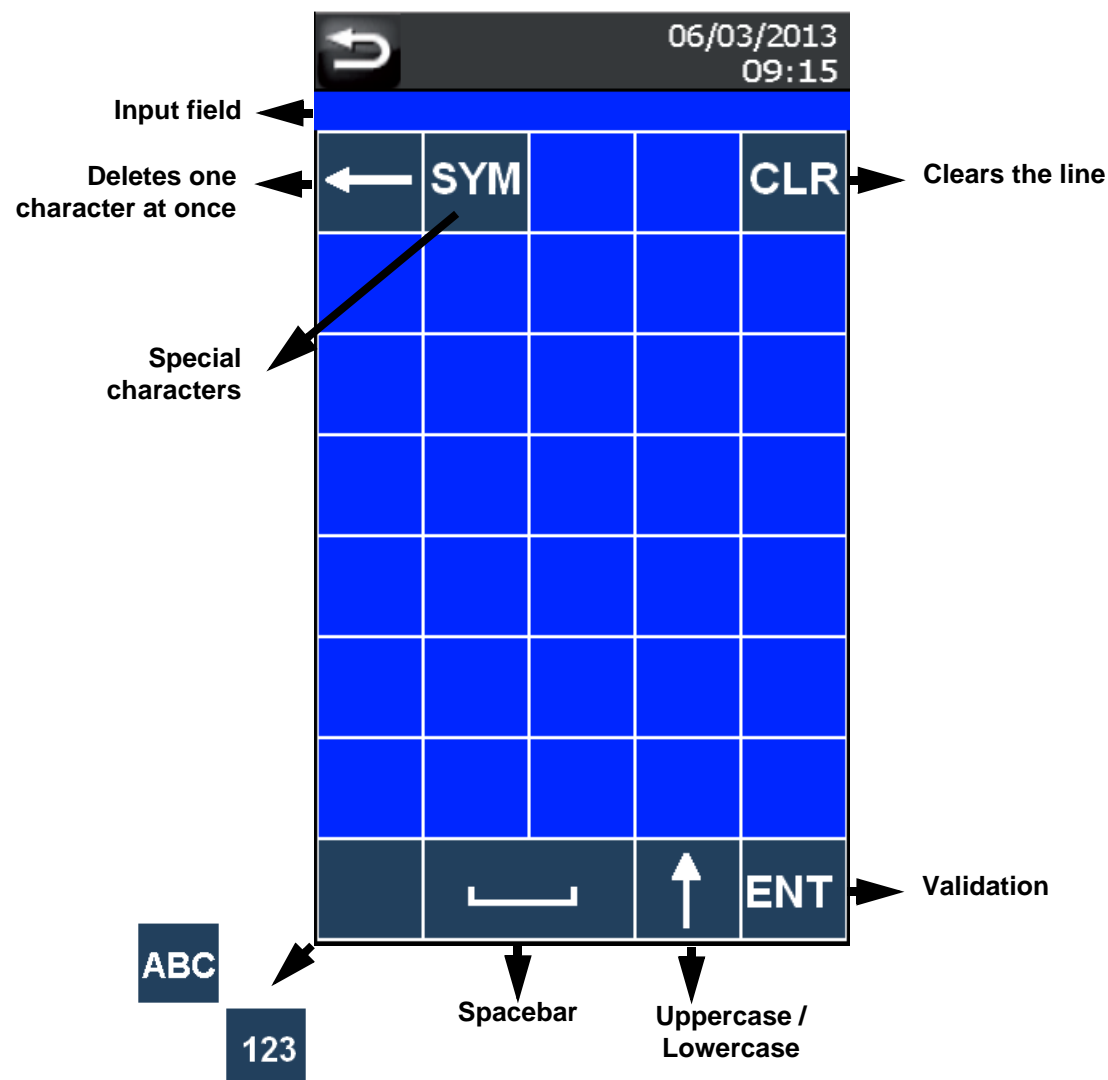 06/03/2013
09:15
Input field
Deletes one
character at once
SYM
CLR
Clears the line
Special
characters
ENT
Validation
ABC
123
Spacebar
Uppercase /
Lowercase